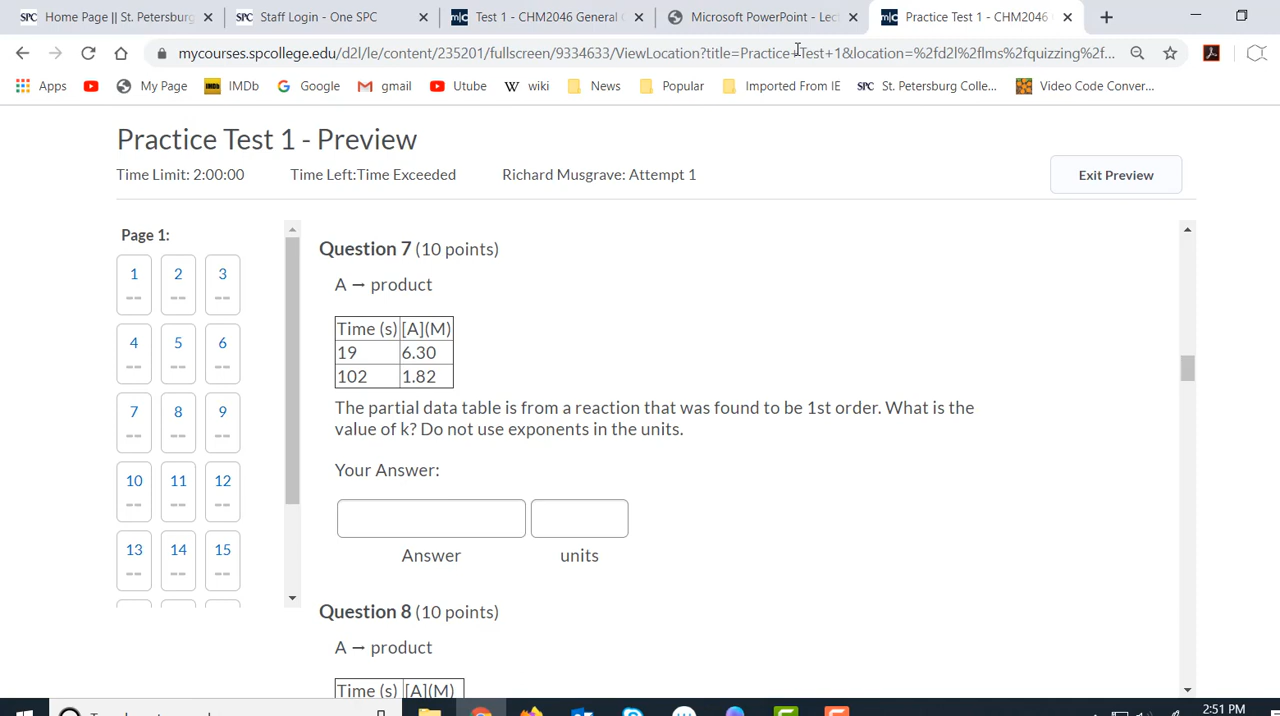 Home Page || St. Petersburg
SPC Staff Login - One SPC
m|c Test 1 - CHM2046 General
Microsoft PowerPoint - Lec
m|c Practice Test 1 - CHM2046
mycourses.spcollege.edu/d2l/le/content/235201/fullscreen/9334633/ViewLocation?title=Practice+Test+1&location=%2fd2l%2flms%2fquizzing%2f...
Apps My Page IMDb IMDb Google gmail Utube W wiki News Popular Imported From IE SPC St. Petersburg Colle... Video Code Conver...
Practice Test 1 - Preview
Time Limit: 2:00:00 Time Left:Time Exceeded Richard Musgrave: Attempt 1
Exit Preview
Page 1:
1 2 3
-- -- --
4 5 6
-- -- --
7 8 9
-- -- --
10 11 12
-- -- --
13 14 15
-- -- --
Question 7 (10 points)
A → product
Time (s) [A](M)
19 6.30
102 1.82
The partial data table is from a reaction that was found to be 1st order. What is the
value of k? Do not use exponents in the units.
Your Answer:
Answer units
Question 8 (10 points)
A → product
Time (s) [A](M)
2:51 PM